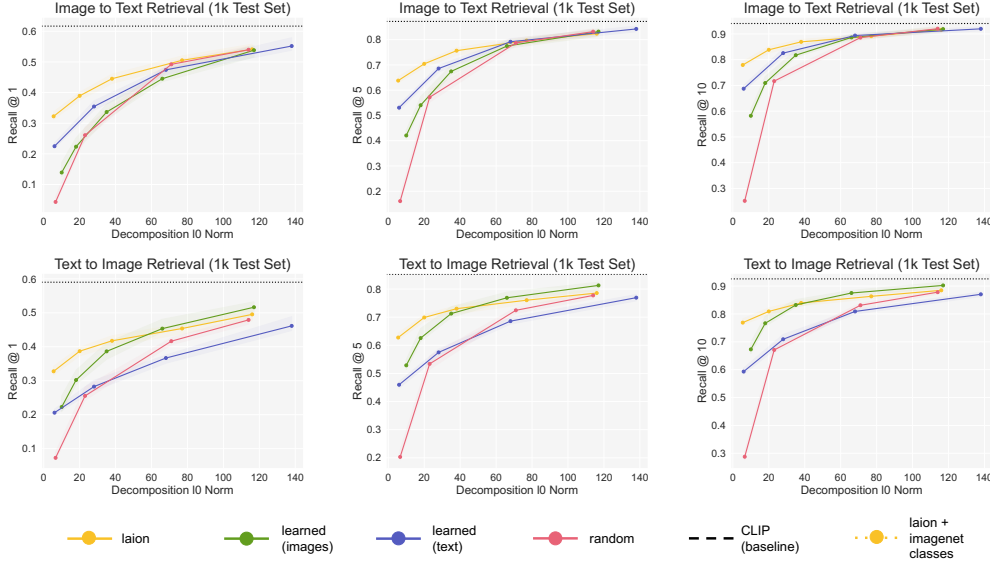 Image to Text Retrieval (1k Test Set)
Recall @ 1
0.6
0.5
0.4
0.3
0.2
0.1
0 20 40 60 80 100 120 140
Decomposition l0 Norm
Image to Text Retrieval (1k Test Set)
Recall @ 5
0.8
0.7
0.6
0.5
0.4
0.3
0.2
0 20 40 60 80 100 120 140
Decomposition l0 Norm
Image to Text Retrieval (1k Test Set)
Recall @ 10
0.9
0.8
0.7
0.6
0.5
0.4
0.3
0 20 40 60 80 100 120 140
Decomposition l0 Norm
Text to Image Retrieval (1k Test Set)
Recall @ 1
0.6
0.5
0.4
0.3
0.2
0.1
0 20 40 60 80 100 120 140
Decomposition l0 Norm
Text to Image Retrieval (1k Test Set)
Recall @ 5
0.8
0.7
0.6
0.5
0.4
0.3
0.2
0 20 40 60 80 100 120 140
Decomposition l0 Norm
Text to Image Retrieval (1k Test Set)
Recall @ 10
0.9
0.8
0.7
0.6
0.5
0.4
0.3
0 20 40 60 80 100 120 140
Decomposition l0 Norm
laion
learned
(images)
learned
(text)
random
CLIP
(baseline)
laion +
imagenet
classes